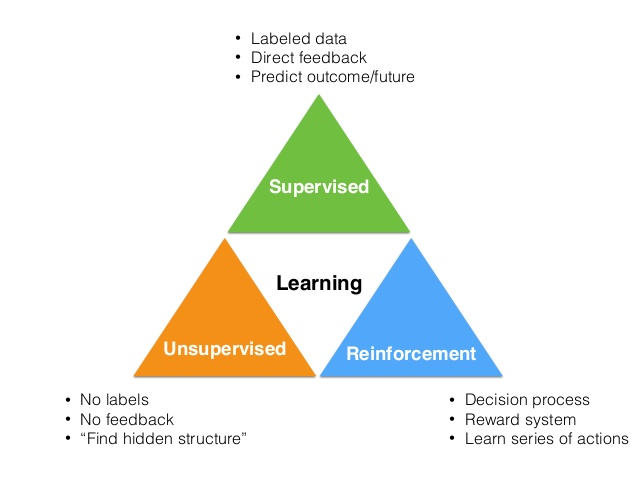 • Labeled data
• Direct feedback
• Predict outcome/future
Supervised
Learning
Unsupervised
Reinforcement
• No labels
• No feedback
• “Find hidden structure”
• Decision process
• Reward system
• Learn series of actions